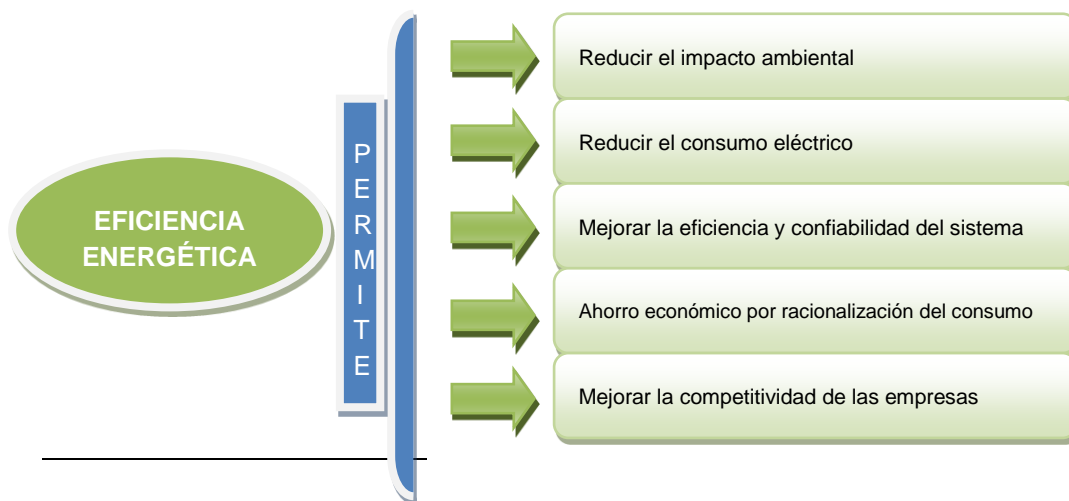 EFICIENCIA
ENERGÉTICA
PERMITE
Reducir el impacto ambiental
Reducir el consumo eléctrico
Mejorar la eficiencia y confiabilidad del sistema
Ahorro económico por racionalización del consumo
Mejorar la competitividad de las empresas